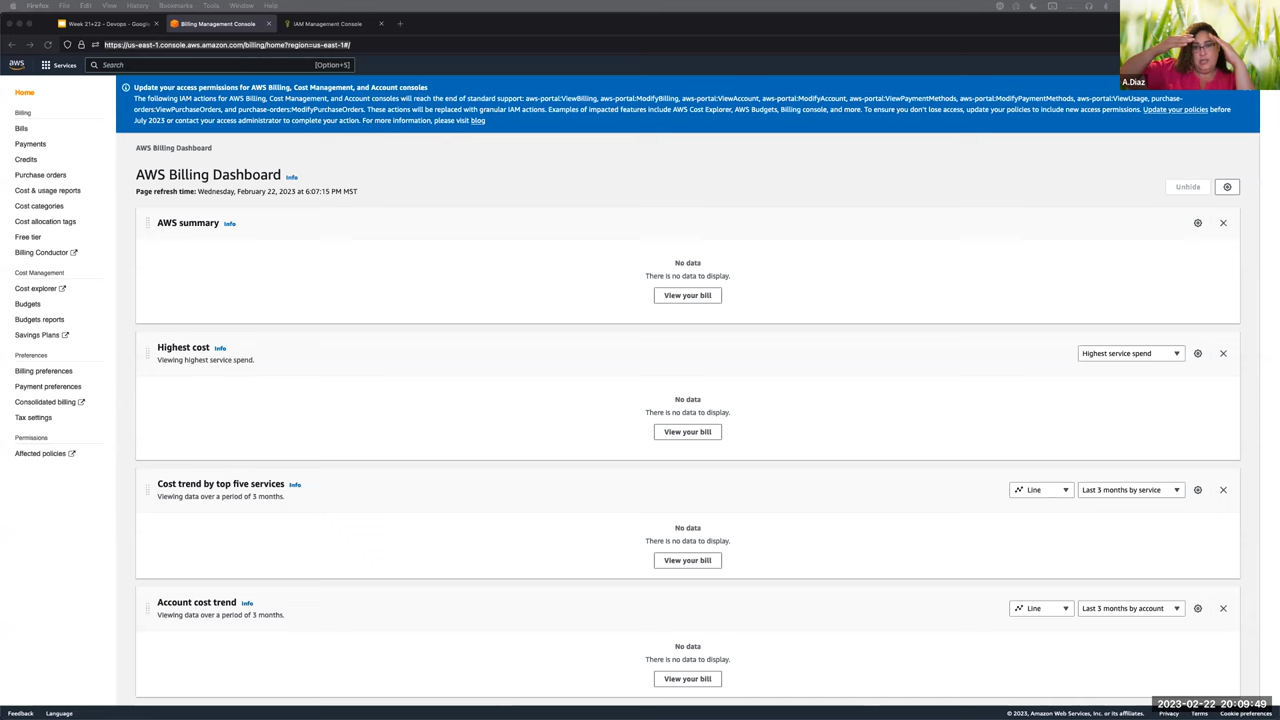 Firefox File Edit View History Bookmarks Tools Window Help
Week 21+22 - Devops - Google
Billing Management Console
IAM Management Console
https://us-east-1.console.aws.amazon.com/billing/home?region=us-east-1#/
aws
Services
Search
[Option+S]
A.Diaz
Home
Billing
Bills
Payments
Credits
Purchase orders
Cost & usage reports
Cost categories
Cost allocation tags
Free tier
Billing Conductor
Cost Management
Cost explorer
Budgets
Budgets reports
Savings Plans
Preferences
Billing preferences
Payment preferences
Consolidated billing
Tax settings
Permissions
Affected policies
Update your access permissions for AWS Billing, Cost Management, and Account consoles
The following IAM actions for AWS Billing, Cost Management, and Account consoles will reach the end of standard support: aws-portal:ViewBilling, aws-portal:ModifyBilling, aws-portal:ViewAccount, aws-portal:ModifyAccount, aws-portal:ViewPaymentMethods, aws-portal:ModifyPaymentMethods, aws-portal:ViewUsage, purchase-
orders:ViewPurchaseOrders, and purchase-orders:ModifyPurchaseOrders. These actions will be replaced with granular IAM actions. Examples of impacted features include AWS Cost Explorer, AWS Budgets, Billing console, and more. To ensure you don't lose access, update your policies to include new access permissions. Update your policies before
July 2023 or contact your access administrator to complete your action. For more information, please visit blog
AWS Billing Dashboard
AWS Billing Dashboard Info
Page refresh time: Wednesday, February 22, 2023 at 6:07:15 PM MST
Unhide
AWS summary Info
No data
There is no data to display.
View your bill
Highest cost Info
Viewing highest service spend.
Highest service spend
No data
There is no data to display.
View your bill
Cost trend by top five services Info
Viewing data over a period of 3 months.
Line
Last 3 months by service
No data
There is no data to display.
View your bill
Account cost trend Info
Viewing data over a period of 3 months.
Line
Last 3 months by account
No data
There is no data to display.
View your bill
2023-02-22 20:09:49
Feedback Language
© 2023, Amazon Web Services, Inc. or its affiliates. Privacy Terms Cookie preferences